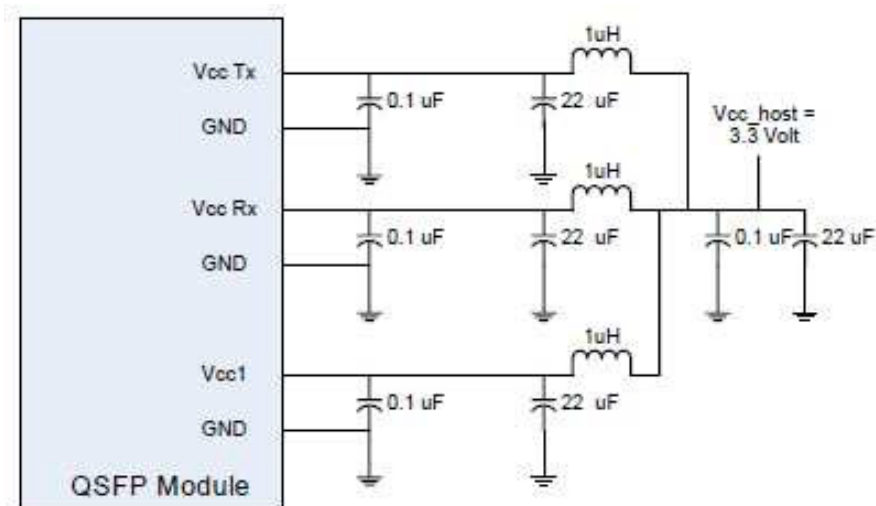 1uH
Vcc Tx
0.1 uF
22 uF
GND
Vcc_host =
3.3 Volt
1uH
Vcc Rx
0.1 uF
22 uF
0.1 uF
22 uF
GND
1uH
Vcc1
0.1 uF
22 uF
GND
QSFP Module